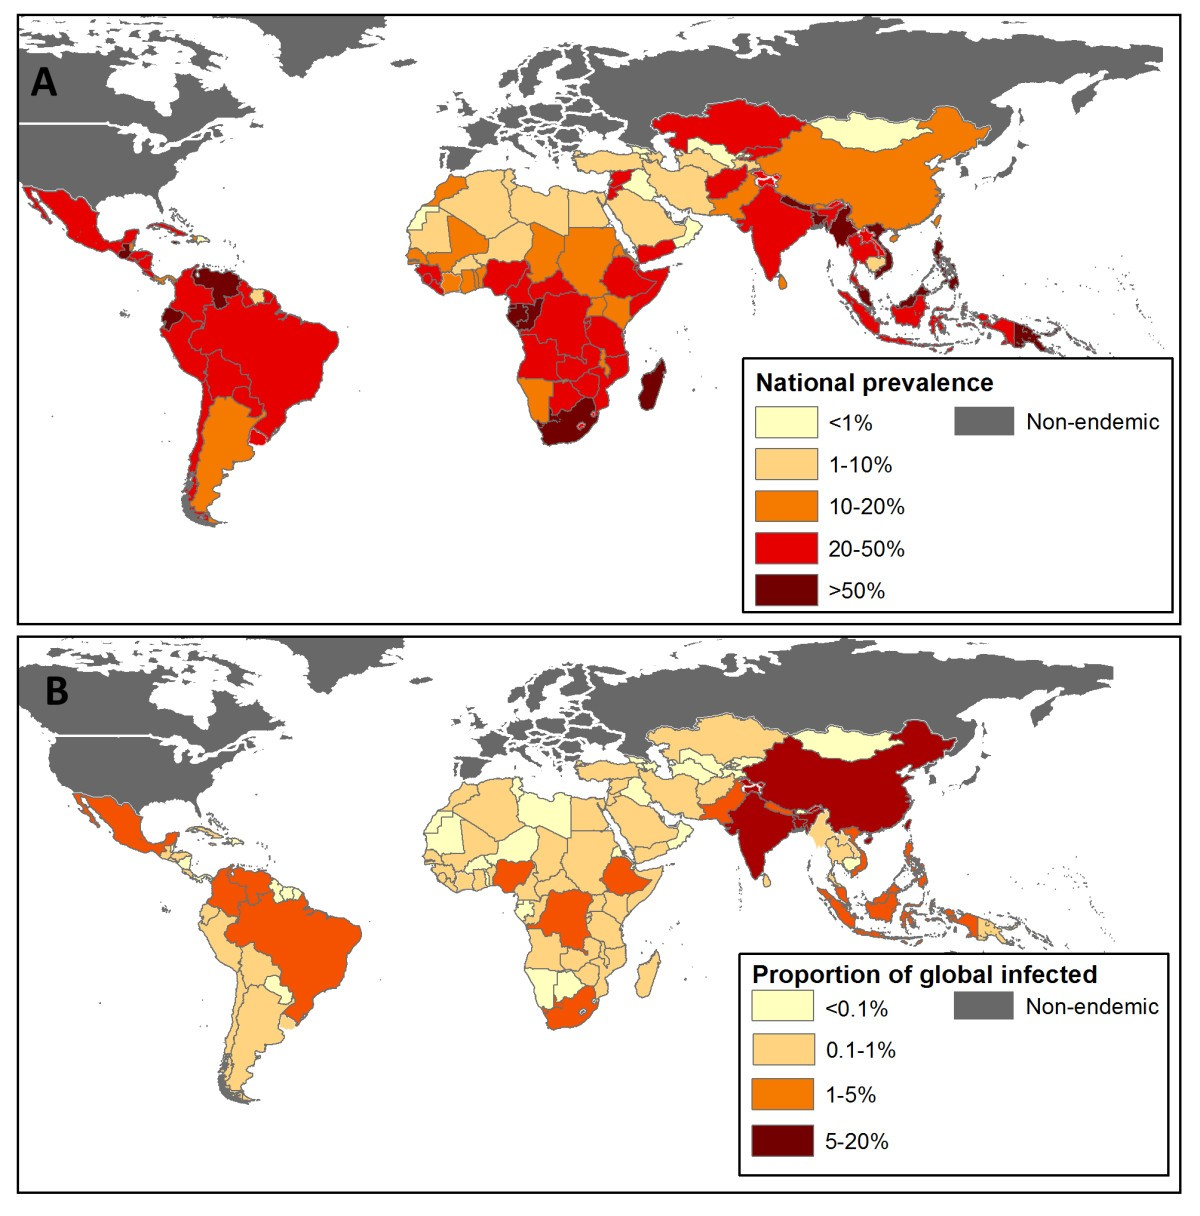 A
National prevalence
<1%
Non-endemic
1-10%
10-20%
20-50%
>50%
B
Proportion of global infected
<0.1%
Non-endemic
0.1-1%
1-5%
5-20%